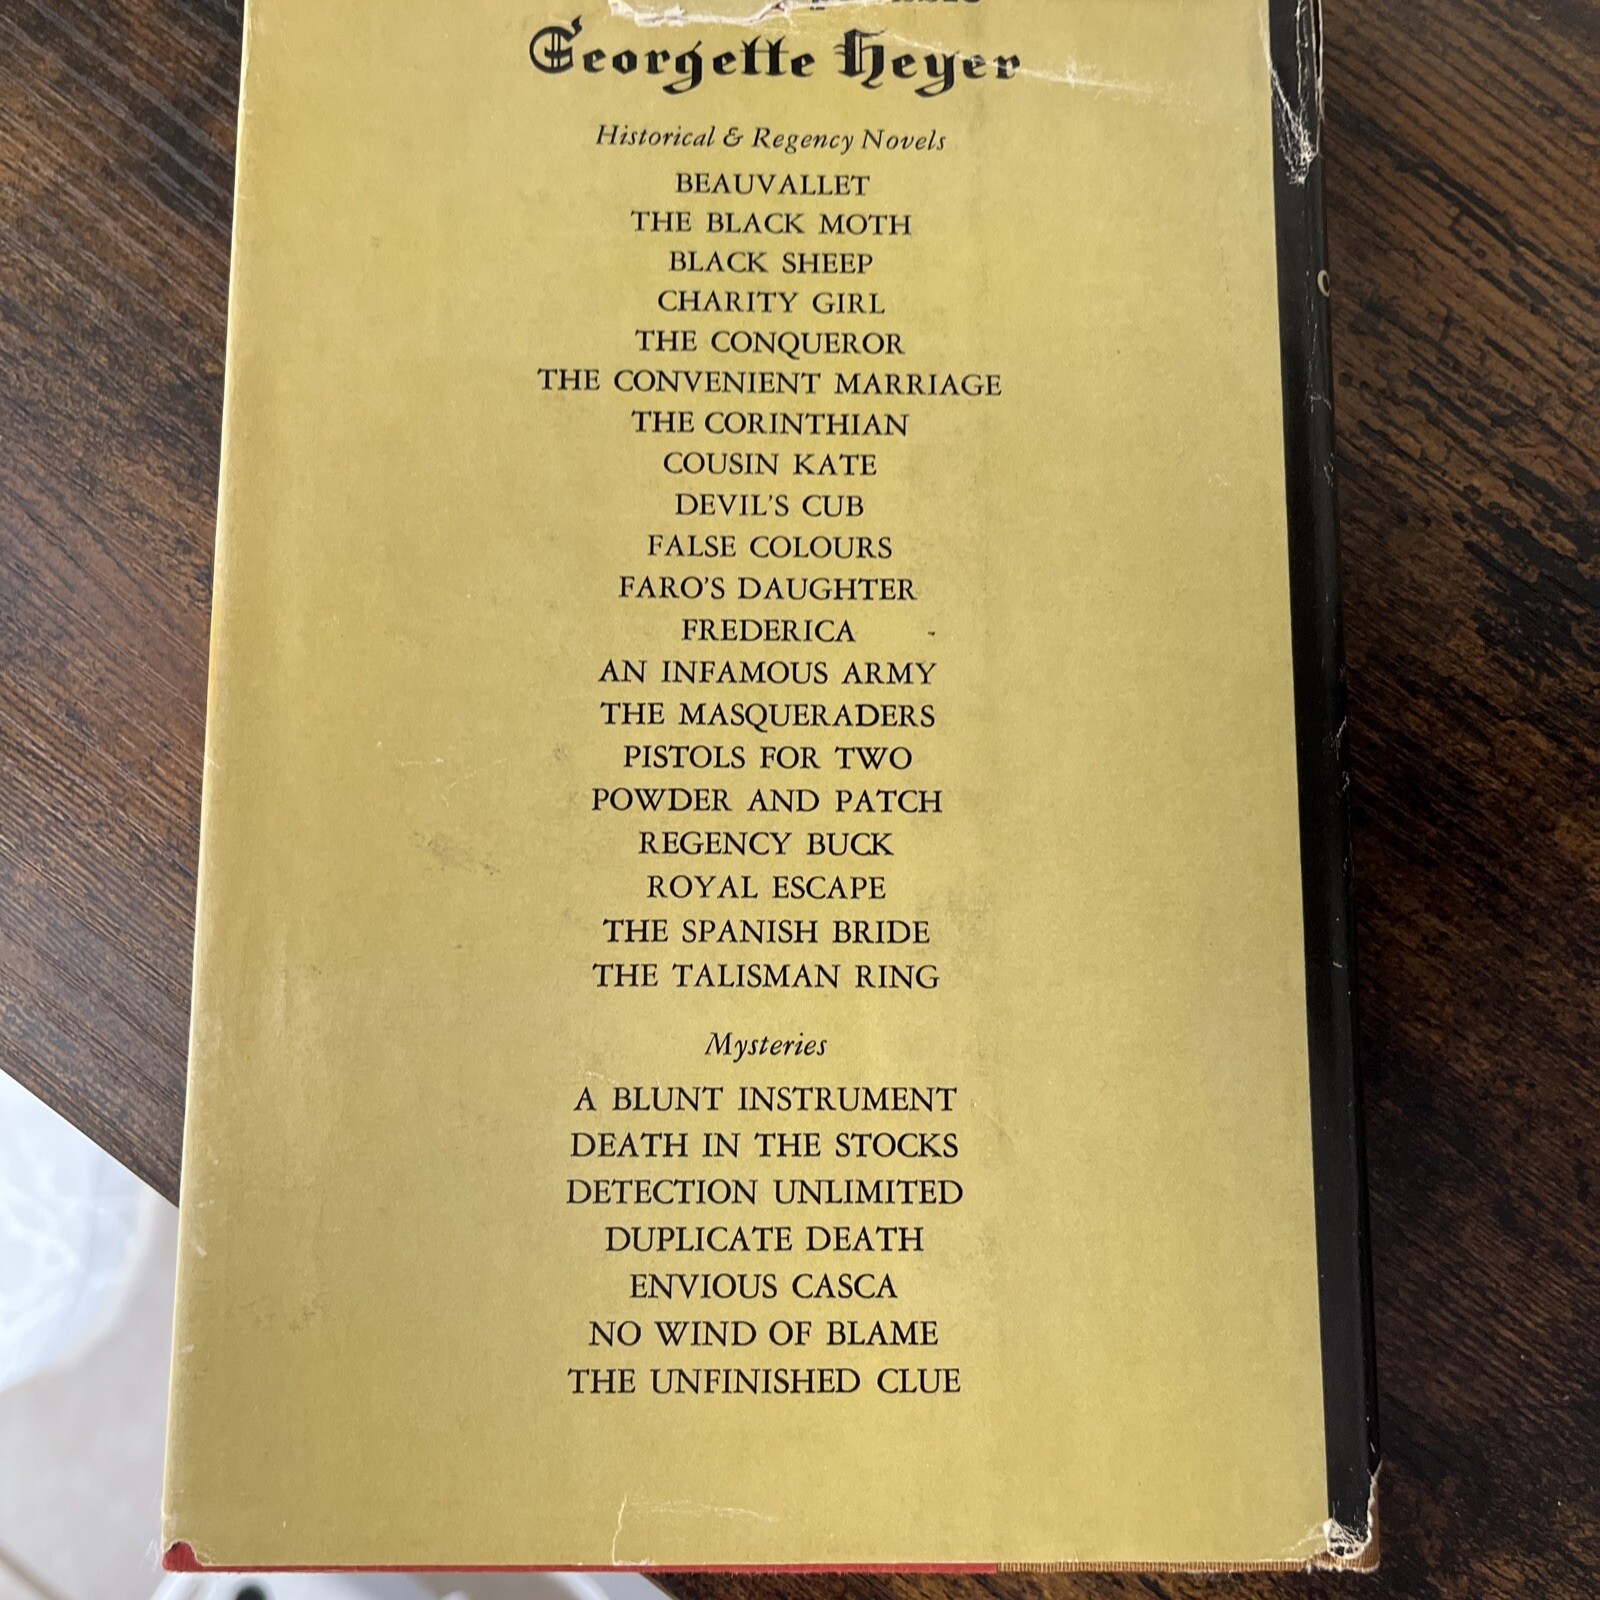 Georgette Heyer
Historical & Regency Novels
BEAUVALLET
THE BLACK MOTH
BLACK SHEEP
CHARITY GIRL
THE CONQUEROR
THE CONVENIENT MARRIAGE
THE CORINTHIAN
COUSIN KATE
DEVIL'S CUB
FALSE COLOURS
FARO'S DAUGHTER
FREDERICA
AN INFAMOUS ARMY
THE MASQUERADERS
PISTOLS FOR TWO
POWDER AND PATCH
REGENCY BUCK
ROYAL ESCAPE
THE SPANISH BRIDE
THE TALISMAN RING
Mysteries
A BLUNT INSTRUMENT
DEATH IN THE STOCKS
DETECTION UNLIMITED
DUPLICATE DEATH
ENVIOUS CASCA
NO WIND OF BLAME
THE UNFINISHED CLUE